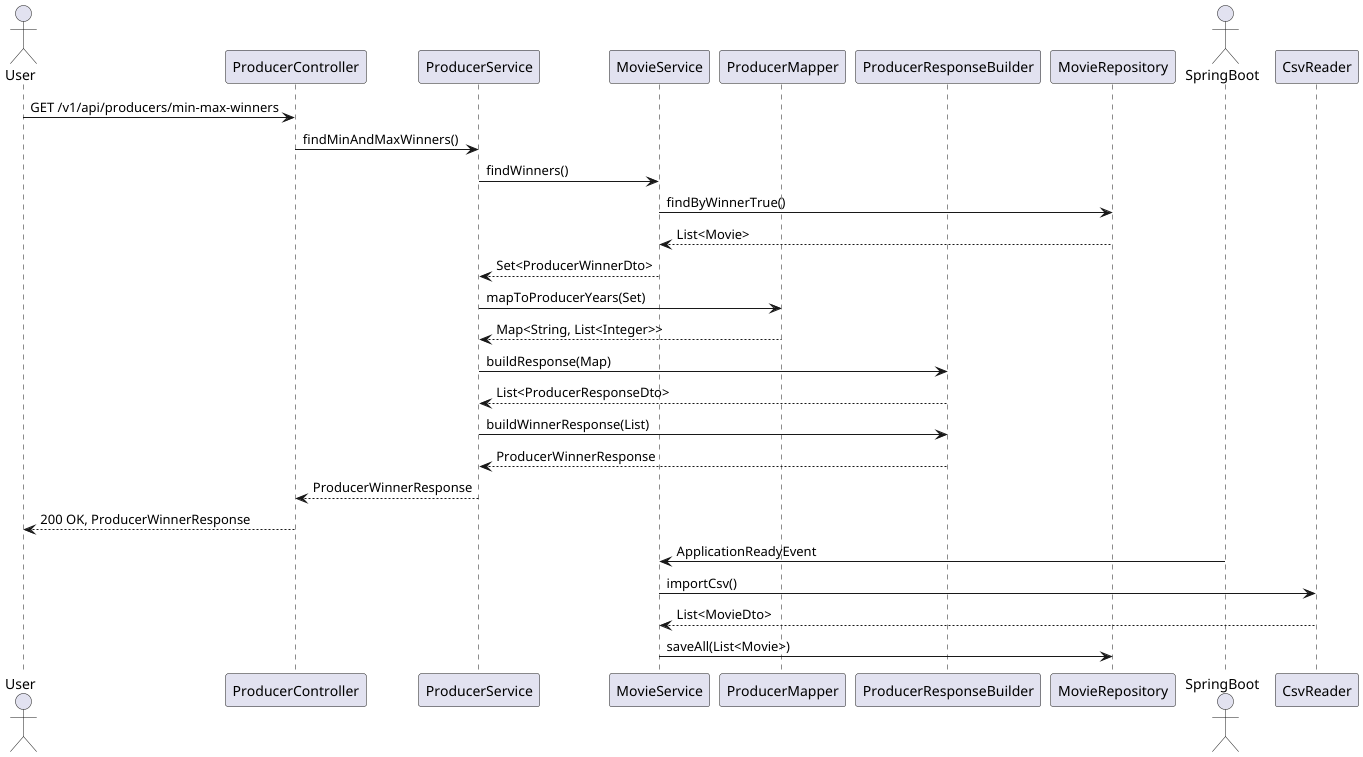 User
ProducerController
ProducerService
MovieService
ProducerMapper
ProducerResponseBuilder
MovieRepository
SpringBoot
CsvReader
GET /v1/api/producers/min-max-winners
findMinAndMaxWinners()
findWinners()
findByWinnerTrue()
List<Movie>
Set<ProducerWinnerDto>
mapToProducerYears(Set)
Map<String, List<Integer>>
buildResponse(Map)
List<ProducerResponseDto>
buildWinnerResponse(List)
ProducerWinnerResponse
ProducerWinnerResponse
200 OK, ProducerWinnerResponse
ApplicationReadyEvent
importCsv()
List<MovieDto>
saveAll(List<Movie>)
User
ProducerController
ProducerService
MovieService
ProducerMapper
ProducerResponseBuilder
MovieRepository
SpringBoot
CsvReader